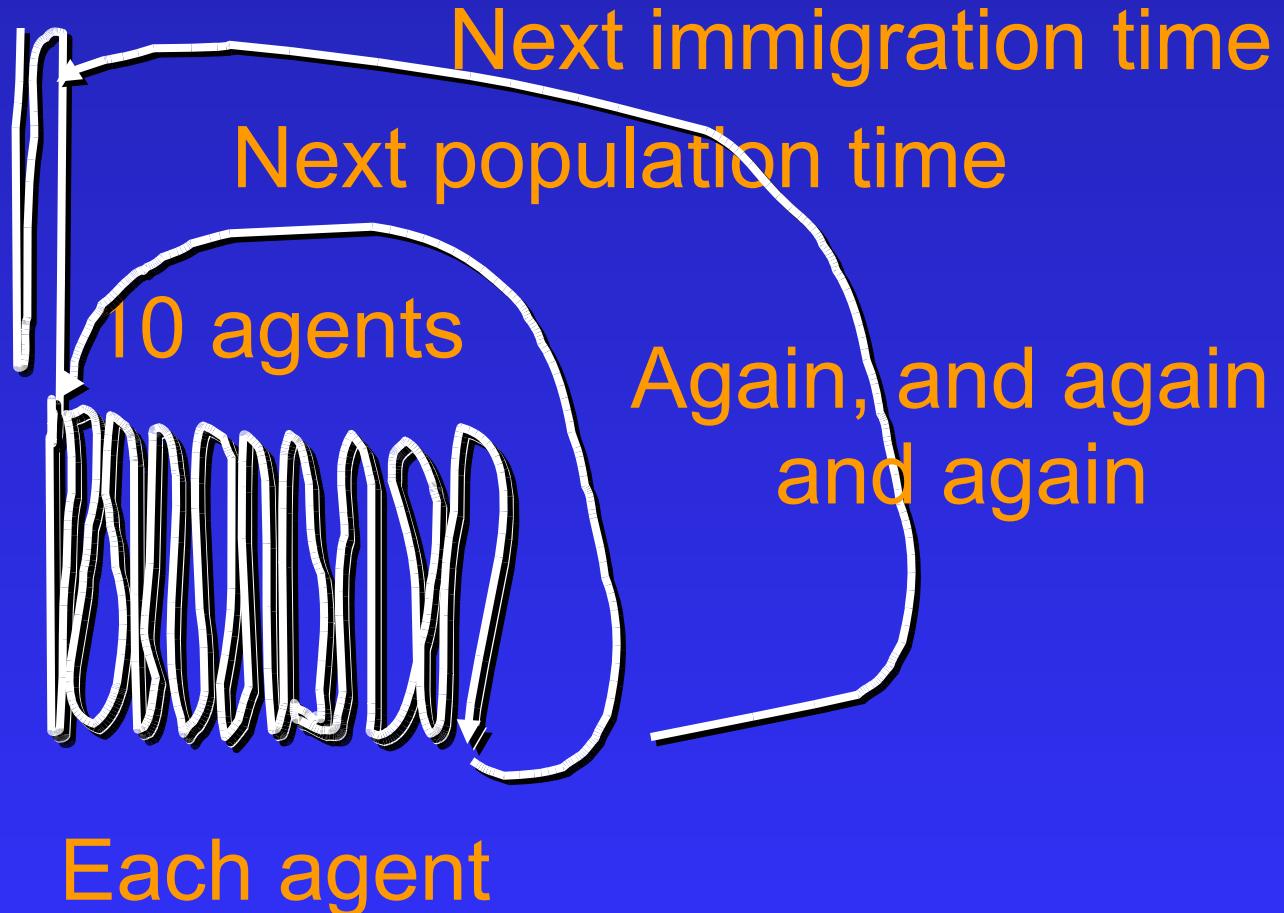 Next immigration time
Next population time
10 agents
Again, and again
and again
Each agent